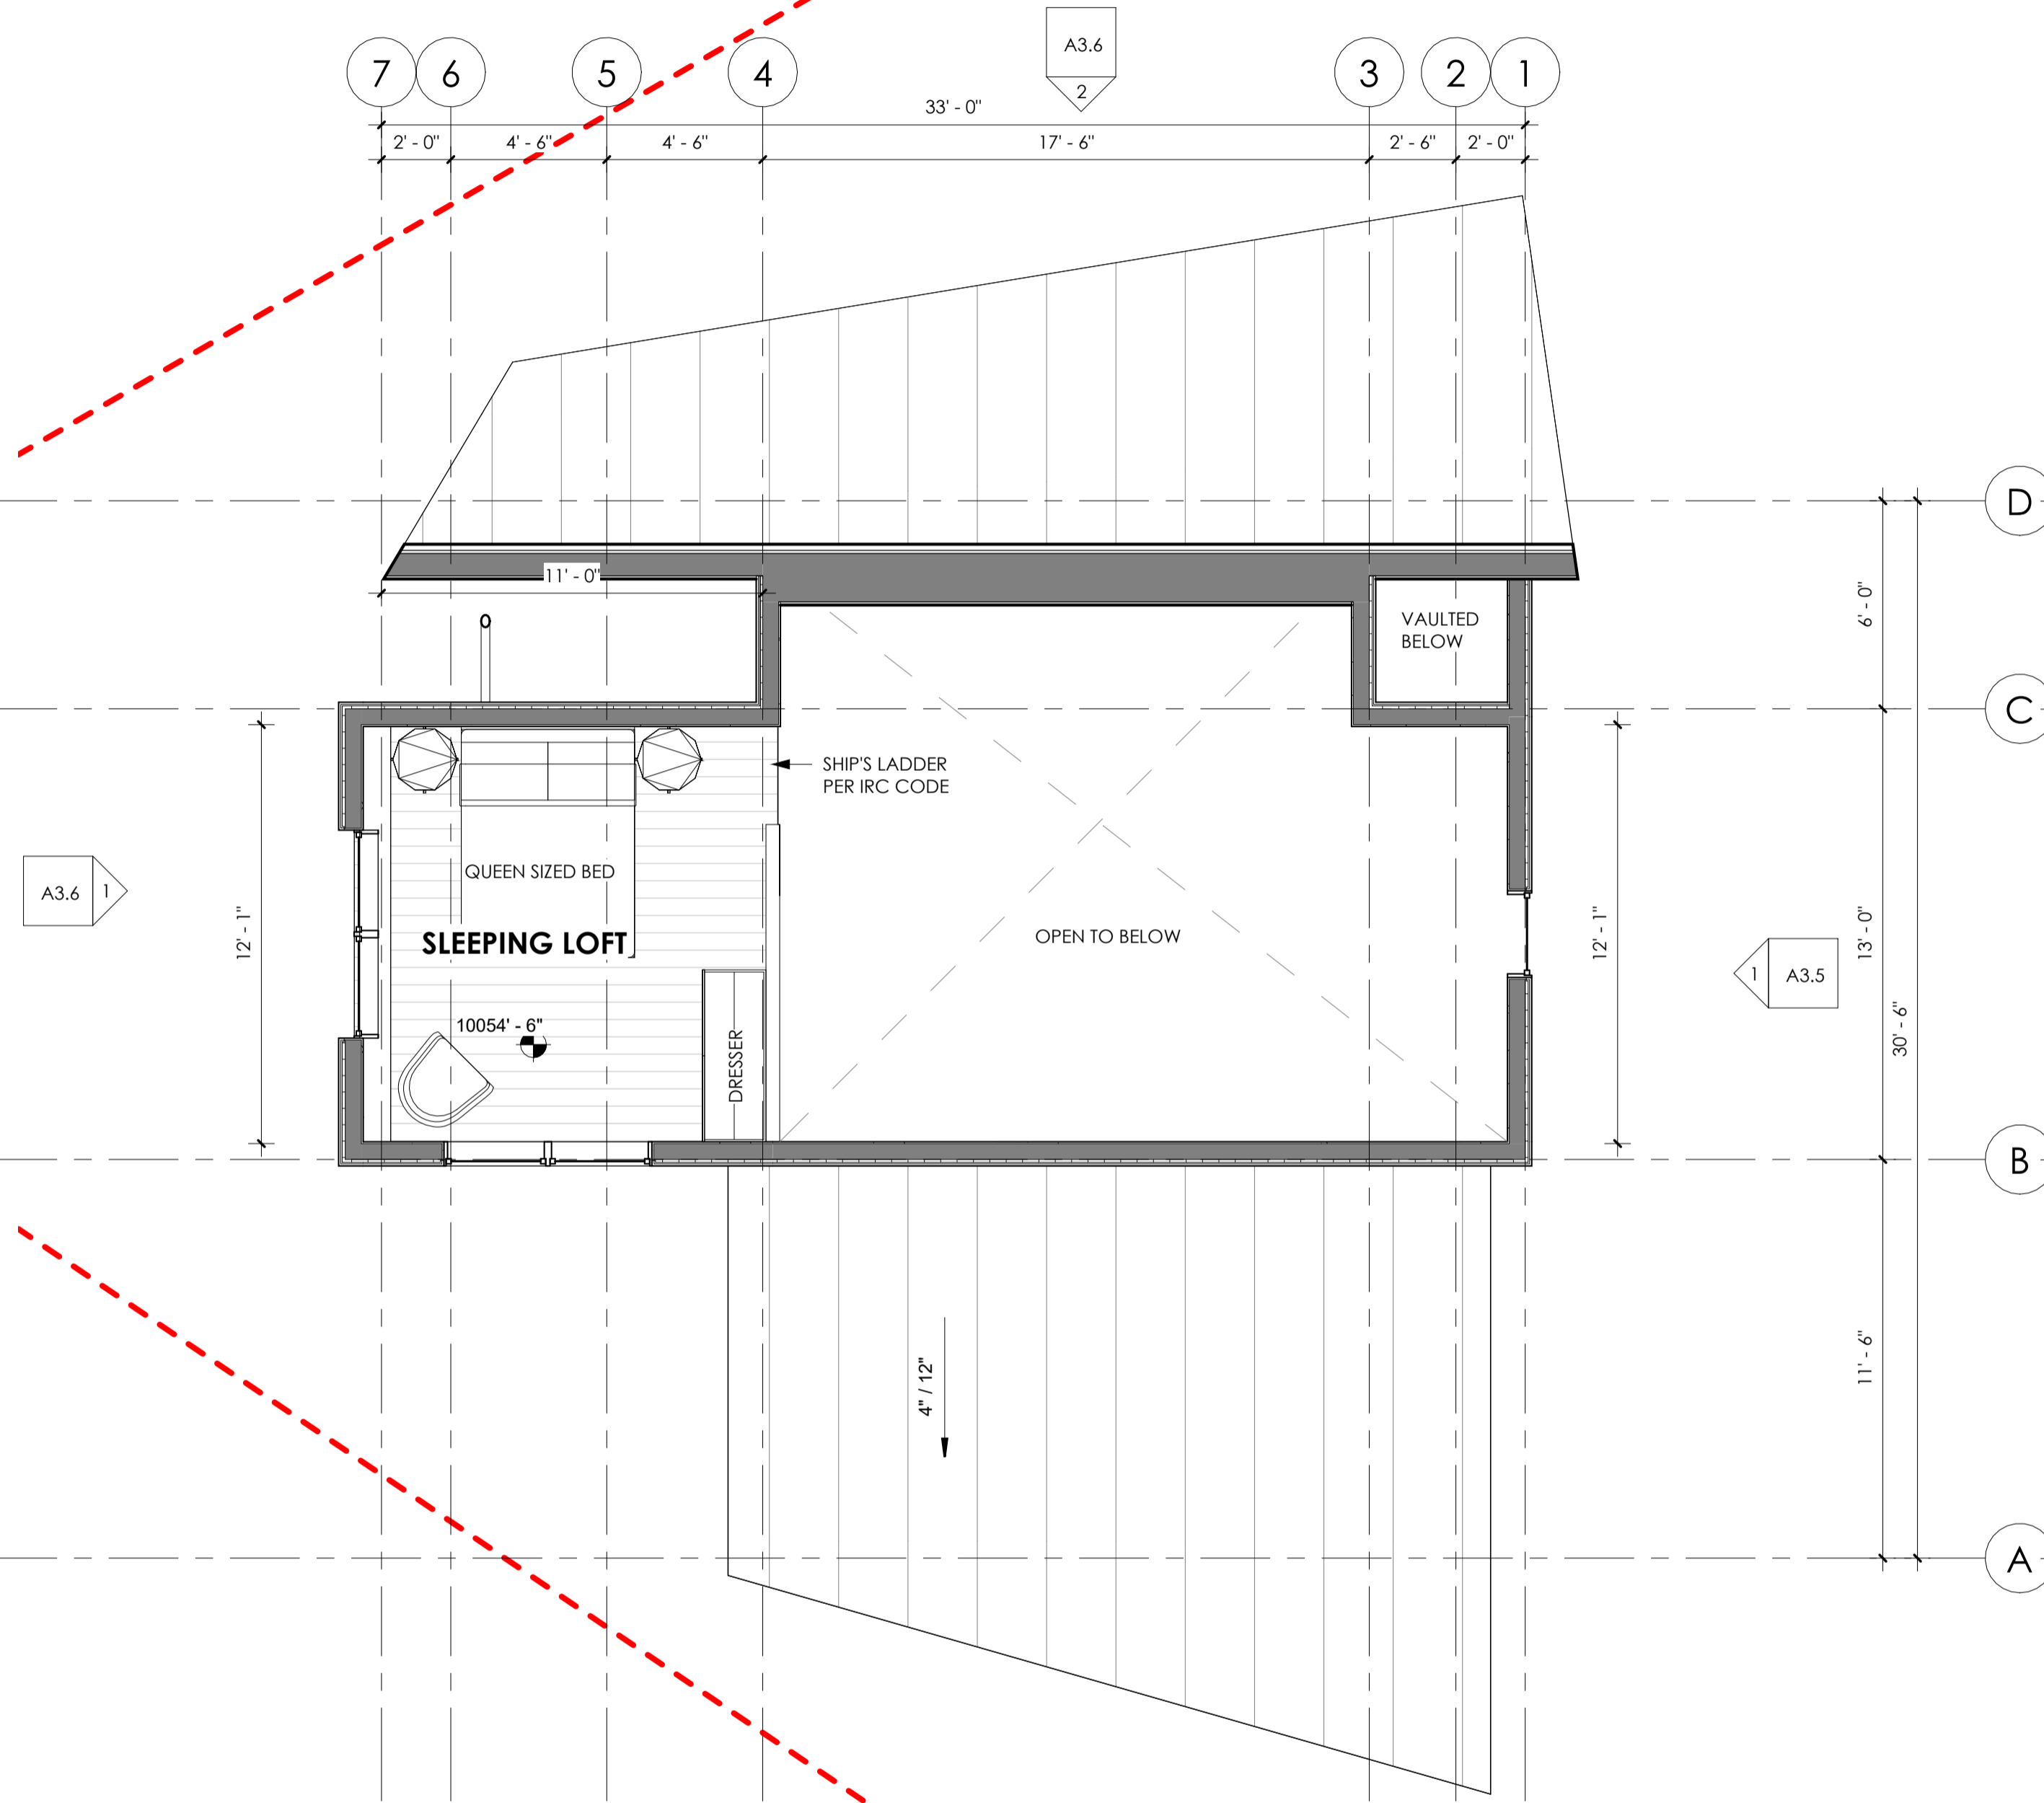 A3.6
2
7
6
5
4
3
2
1
33' - 0"
2' - 0"
4' - 6"
4' - 6"
17' - 6"
2' - 6"
2' - 0"
D
11' - 0"
6' - 0"
VAULTED
BELOW
C
SHIP'S LADDER
PER IRC CODE
QUEEN SIZED BED
A3.6
1
12' - 1"
SLEEPING LOFT
OPEN TO BELOW
12' - 1"
1
A3.5
13' - 0"
30' - 6"
10054' - 6"
DRESSER
B
4" / 12"
11' - 6"
A